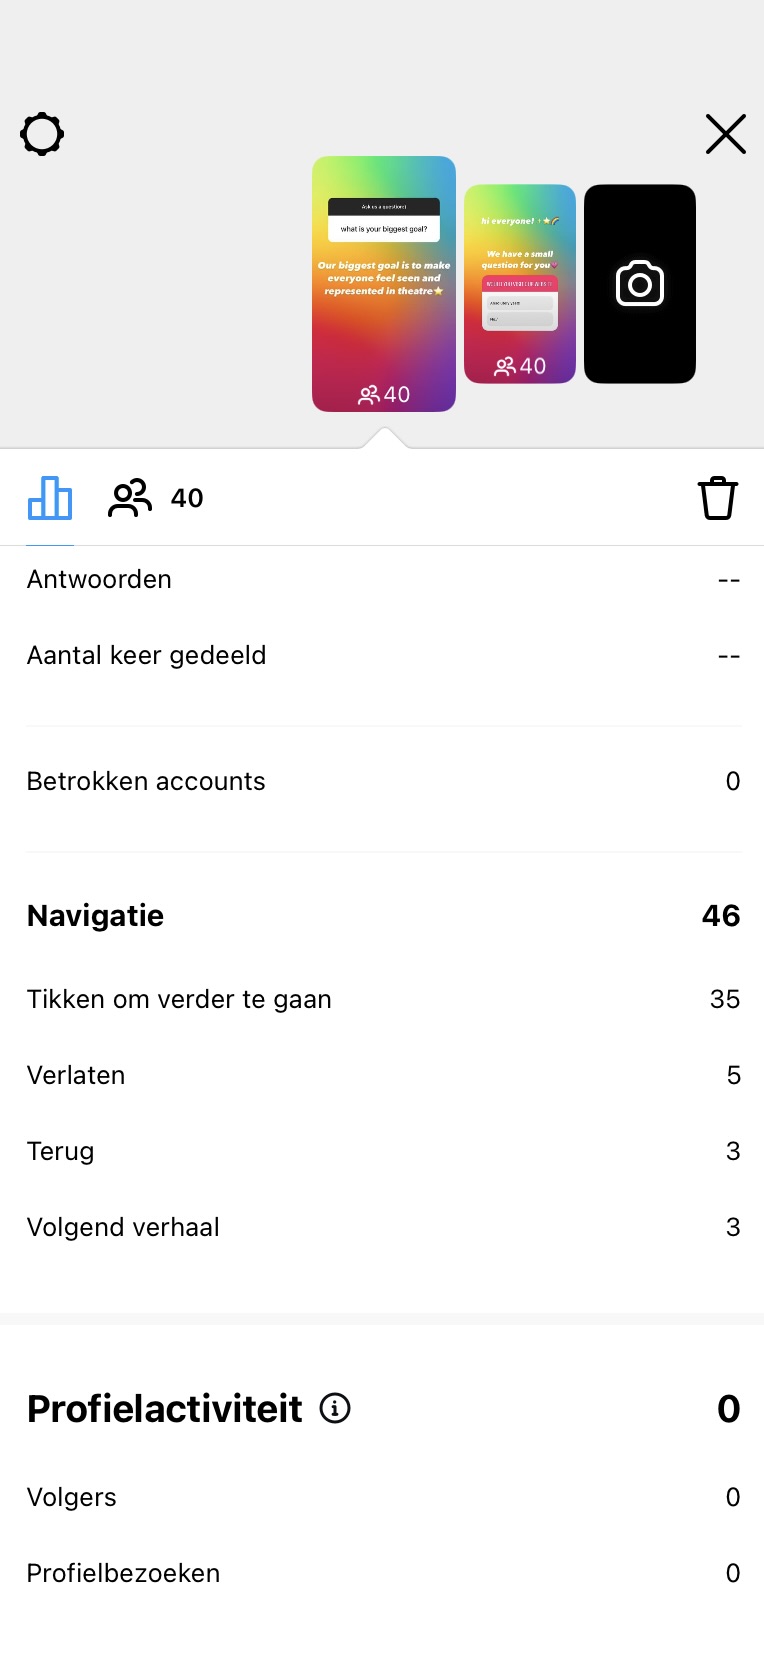 Ask us a question:)
what is your biggest goal?
Our biggest goal is to make
everyone feel seen and
represented in theatre⭐
40
hi everyone!
We have a small
question for you
40
40
Antwoorden --
Aantal keer gedeeld --
Betrokken accounts 0
Navigatie 46
Tikken om verder te gaan 35
Verlaten 5
Terug 3
Volgend verhaal 3
Profielactiviteit 0
Volgers 0
Profielbezoeken 0